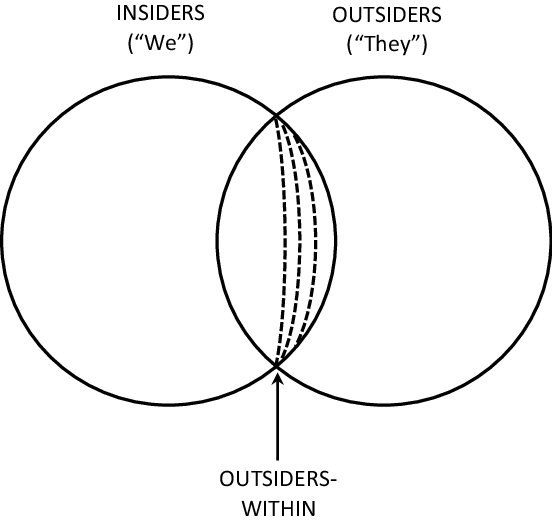 INSIDERS
(“We”)
OUTSIDERS
(“They”)
OUTSIDERS-
WITHIN